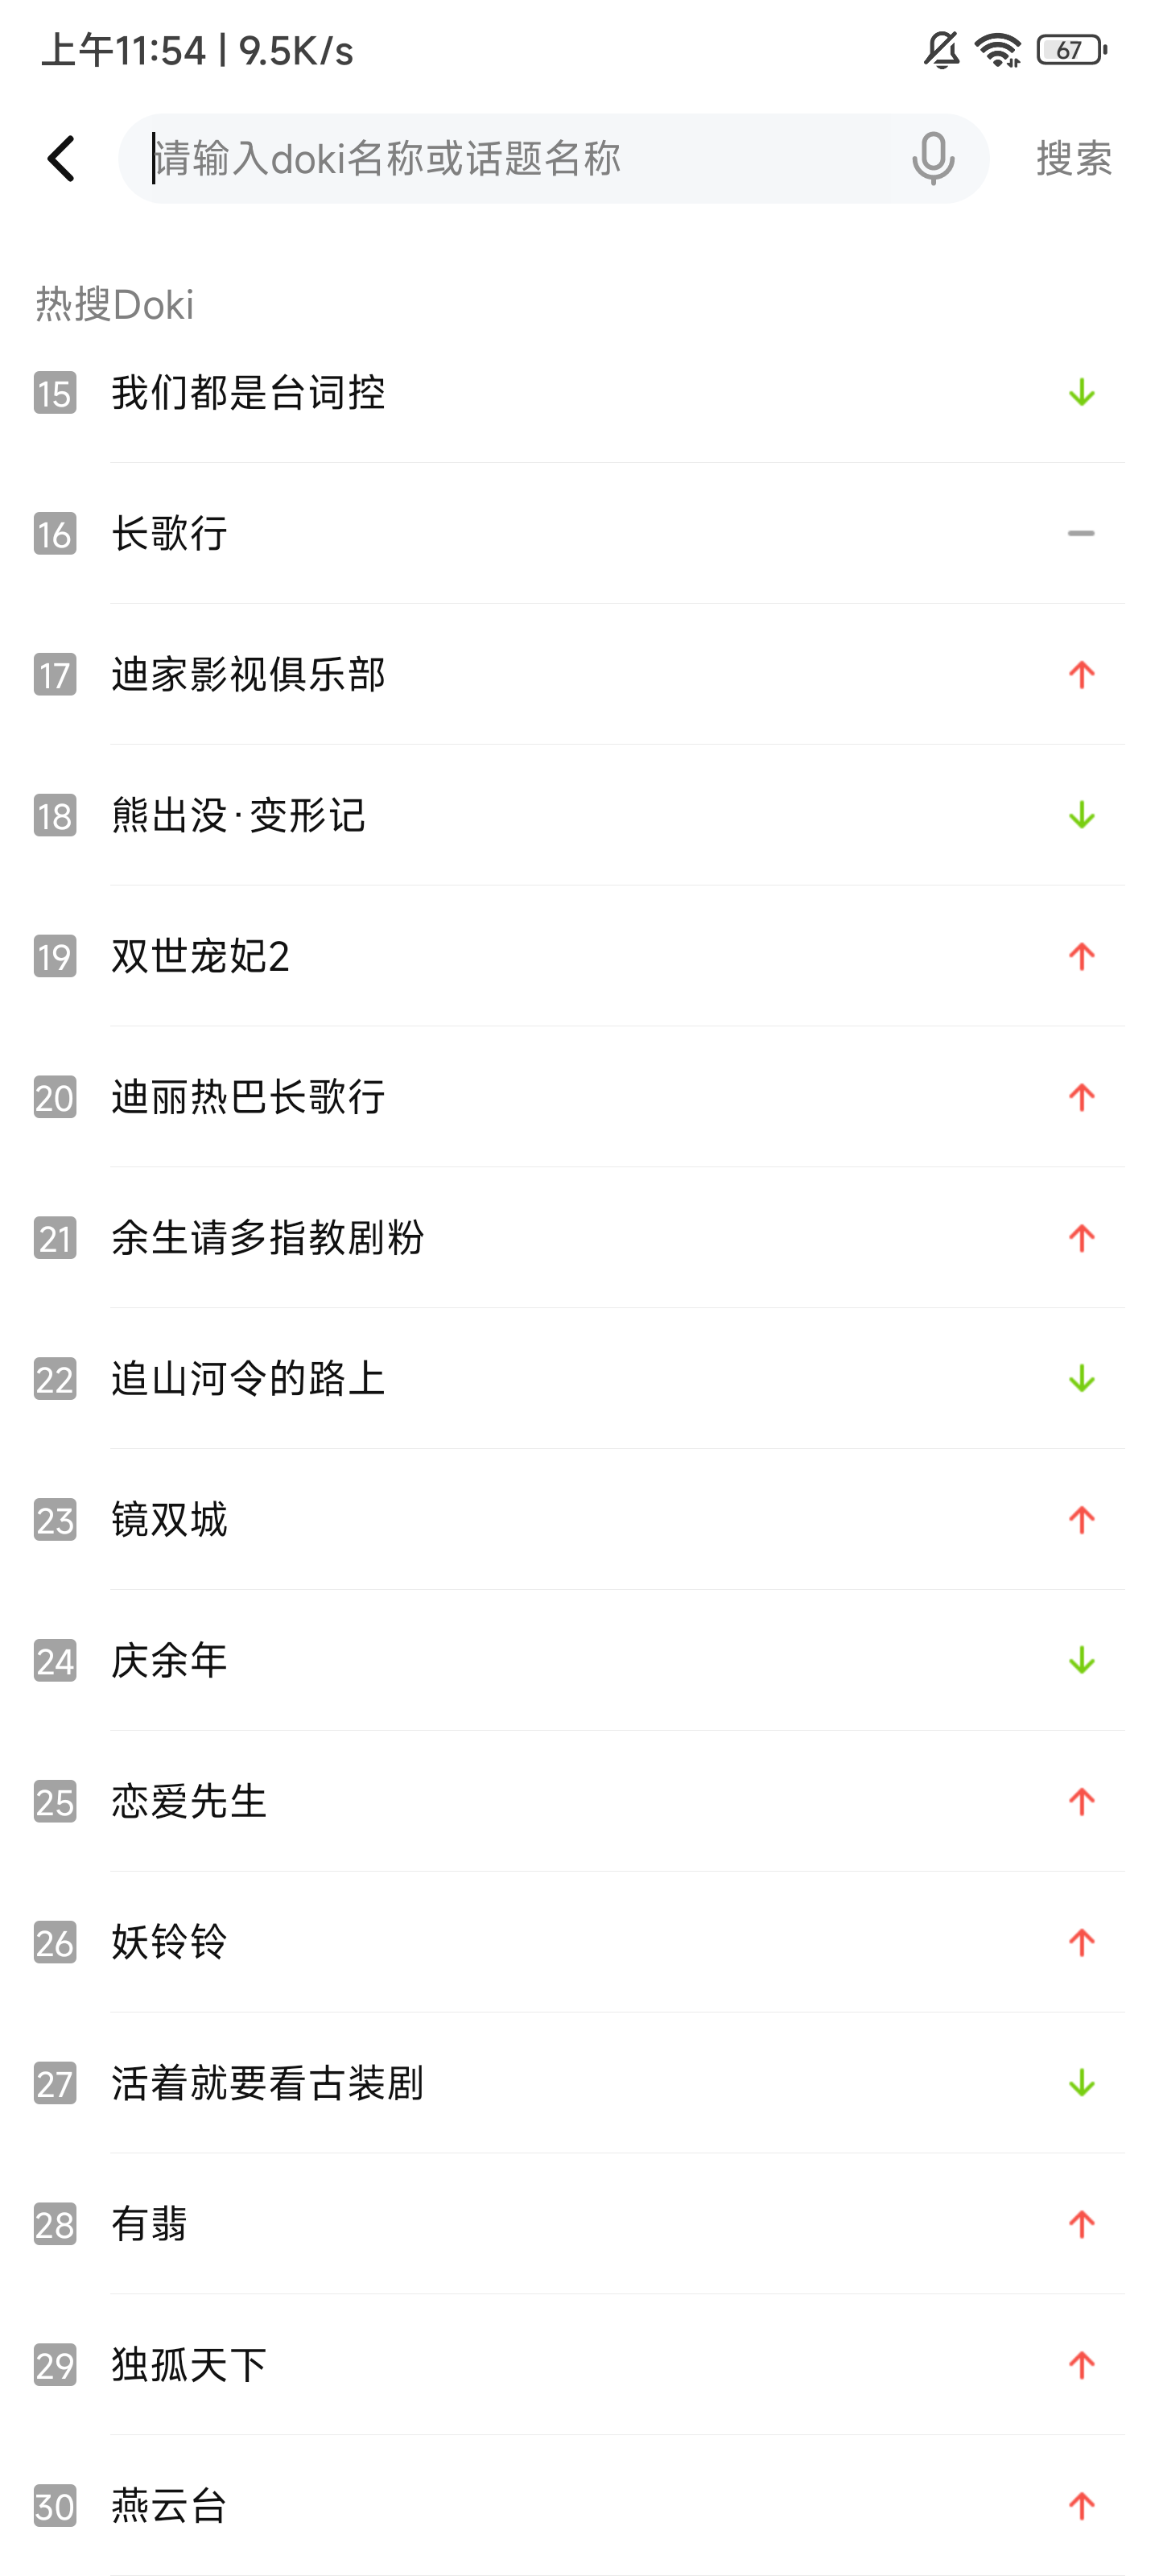 上午11:54 | 9.5K/s
67
请输入doki名称或话题名称
搜索
热搜Doki
15 我们都是台词控
16 长歌行
17 迪家影视俱乐部
18 熊出没·变形记
19 双世宠妃2
20 迪丽热巴长歌行
21 余生请多指教剧粉
22 追山河令的路上
23 镜双城
24 庆余年
25 恋爱先生
26 妖铃铃
27 活着就要看古装剧
28 有翡
29 独孤天下
30 燕云台